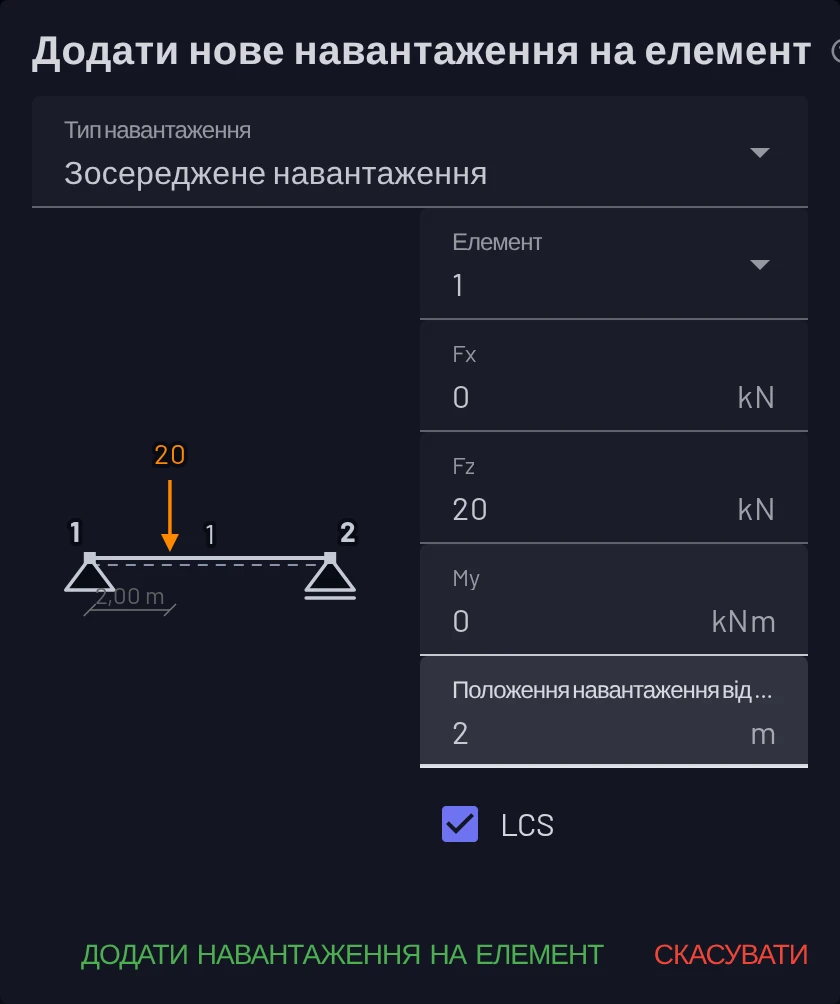 Додати нове навантаження на елемент
Тип навантаження
Зосереджене навантаження
Елемент
1
Fx
0 kN
Fz
20 kN
My
0 kNm
Положення навантаження від ...
2 m
LCS
20
1 1 2
2,00 m
ДОДАТИ НАВАНТАЖЕННЯ НА ЕЛЕМЕНТ СКАСУВАТИ